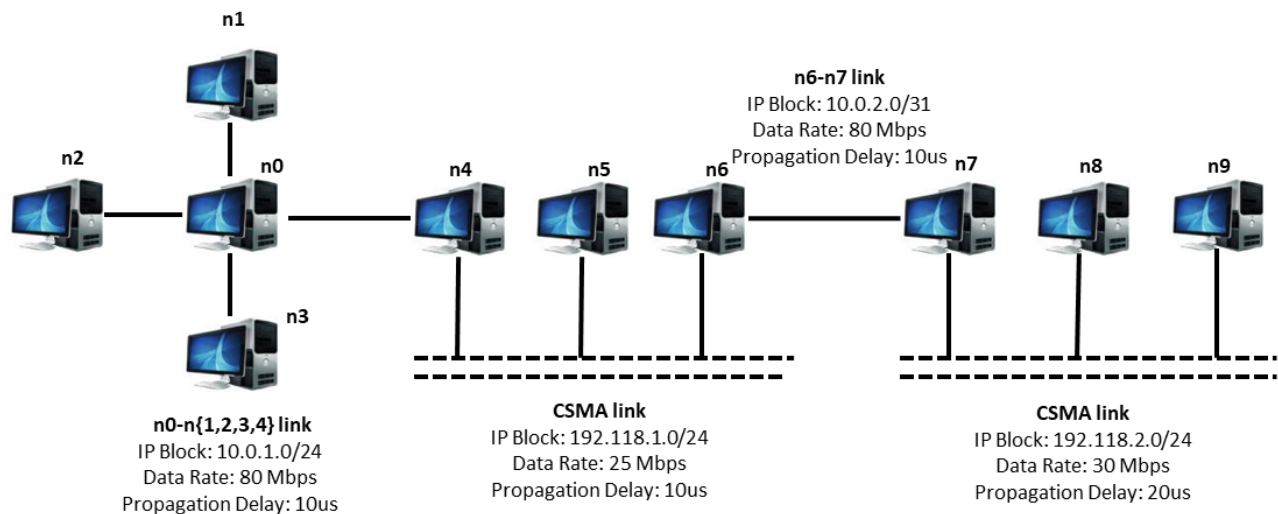 n1
n6-n7 link
IP Block: 10.0.2.0/31
Data Rate: 80 Mbps
Propagation Delay: 10us
n2
n0
n4
n5
n6
n7
n8
n9
n3
n0-n{1,2,3,4} link
IP Block: 10.0.1.0/24
Data Rate: 80 Mbps
Propagation Delay: 10us
CSMA link
IP Block: 192.118.1.0/24
Data Rate: 25 Mbps
Propagation Delay: 10us
CSMA link
IP Block: 192.118.2.0/24
Data Rate: 30 Mbps
Propagation Delay: 20us